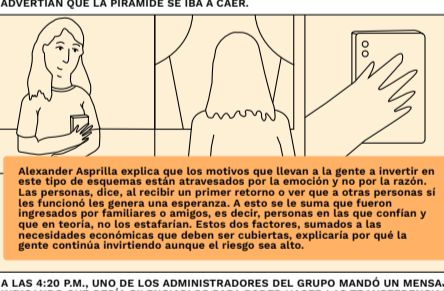 ADVERTÍAN QUE LA PIRÁMIDE SE IBA A CAER.
Alexander Asprilla explica que los motivos que llevan a la gente a invertir en
este tipo de esquemas están atravesados por la emoción y no por la razón.
Las personas, dice, al recibir un primer retorno o ver que a otras personas sí
les funcionó les genera una esperanza. A esto se le suma que fueron
ingresados por familiares o amigos, es decir, personas en las que confían y
que en teoría, no los estafarían. Estos dos factores, sumados a las
necesidades económicas que deben ser cubiertas, explicaría por qué la
gente continúa invirtiendo aunque el riesgo sea alto.
A LAS 4:20 P.M., UNO DE LOS ADMINISTRADORES DEL GRUPO MANDÓ UN